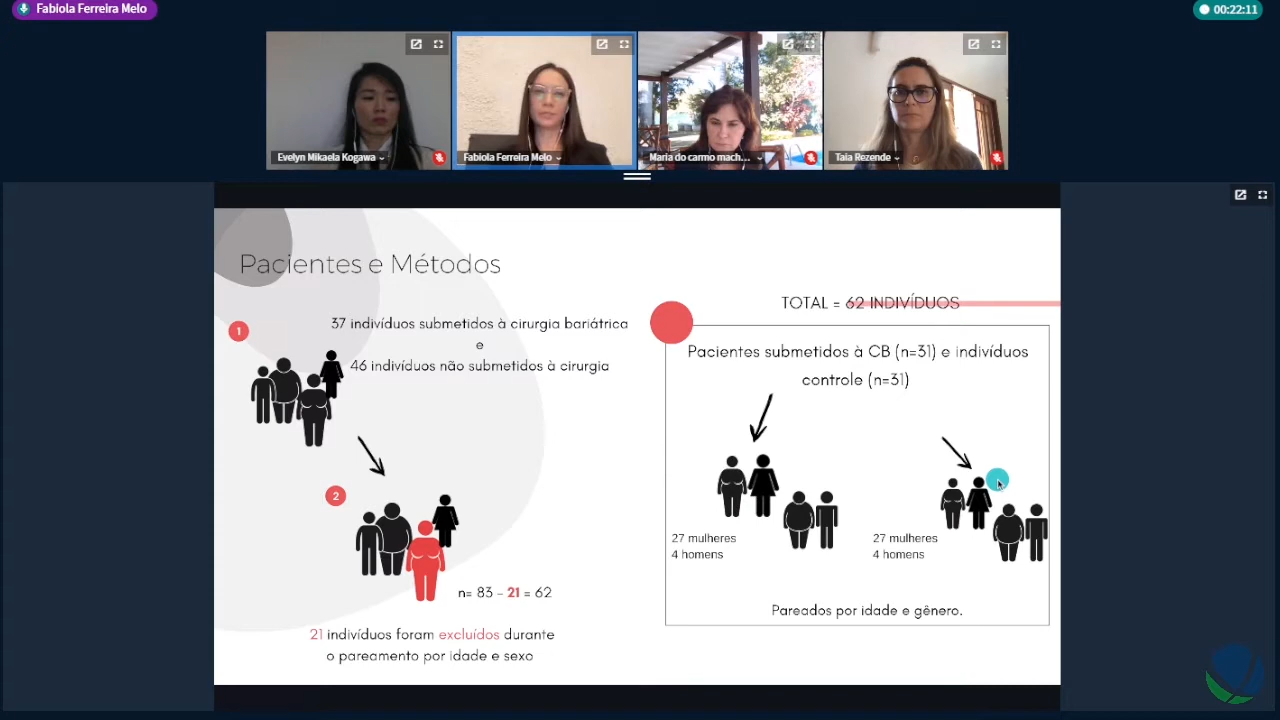 Fabiola Ferreira Melo
00:22:11
Evelyn Mikaela Kogawa
Fabiola Ferreira Melo
Maria do carmo mach...
Taia Rezende
Pacientes e Métodos
1
37 indivíduos submetidos à cirurgia bariátrica
e
46 indivíduos não submetidos à cirurgia
2
n= 83 - 21 = 62
21 indivíduos foram excluídos durante
o pareamento por idade e sexo
TOTAL = 62 INDIVÍDUOS
Pacientes submetidos à CB (n=31) e indivíduos
controle (n=31)
27 mulheres
4 homens
27 mulheres
4 homens
Pareados por idade e gênero.